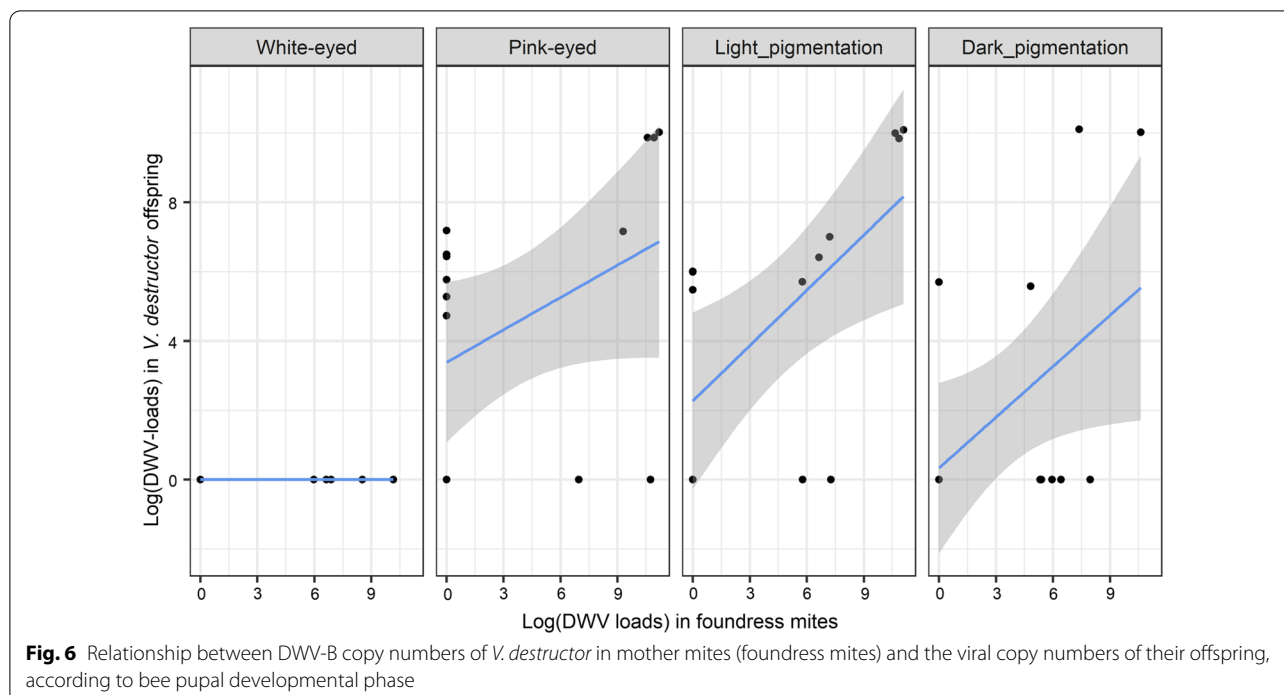 White-eyed Pink-eyed Light_pigmentation Dark_pigmentation
Log(DWV-loads) in V. destructor offspring
8
4
0
0 3 6 9 0 3 6 9 0 3 6 9 0 3 6 9
Log(DWV loads) in foundress mites
Fig. 6 Relationship between DWV-B copy numbers of V. destructor in mother mites (foundress mites) and the viral copy numbers of their offspring,
according to bee pupal developmental phase